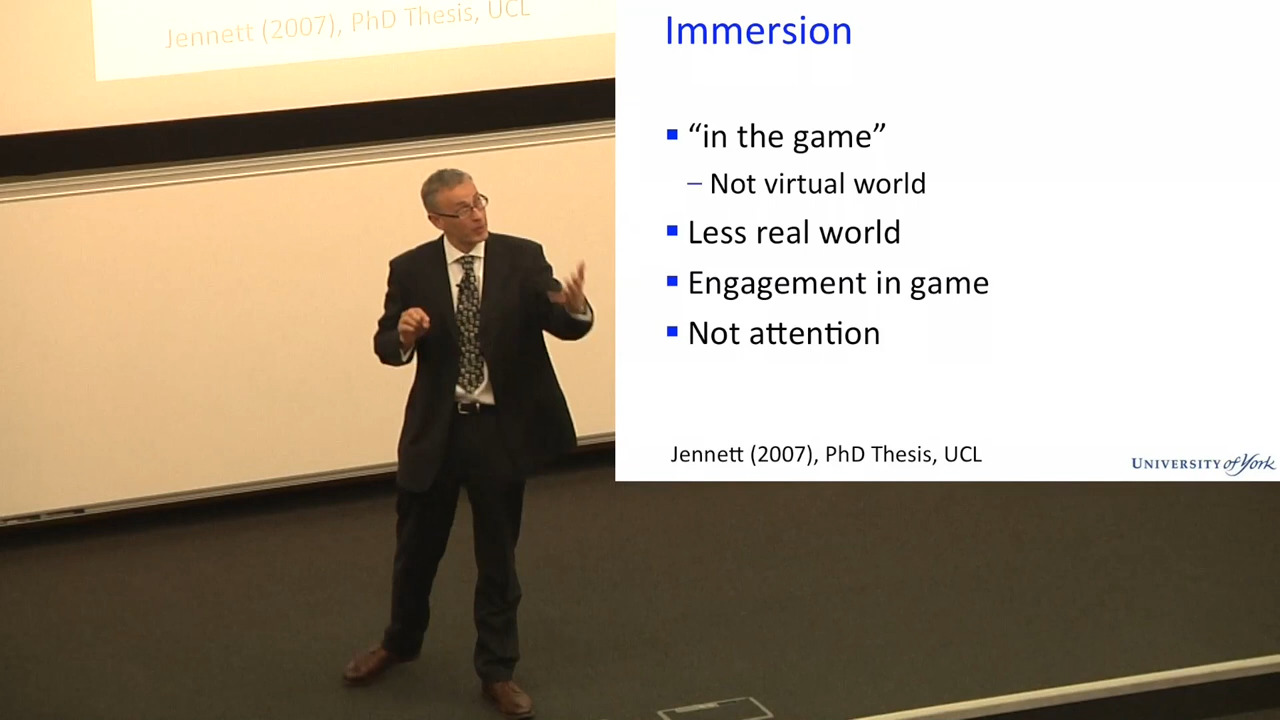 Jennett (2007), PhD Thesis, UCL
Immersion
“in the game”
– Not virtual world
Less real world
Engagement in game
Not attention
Jennett (2007), PhD Thesis, UCL
UNIVERSITY of York